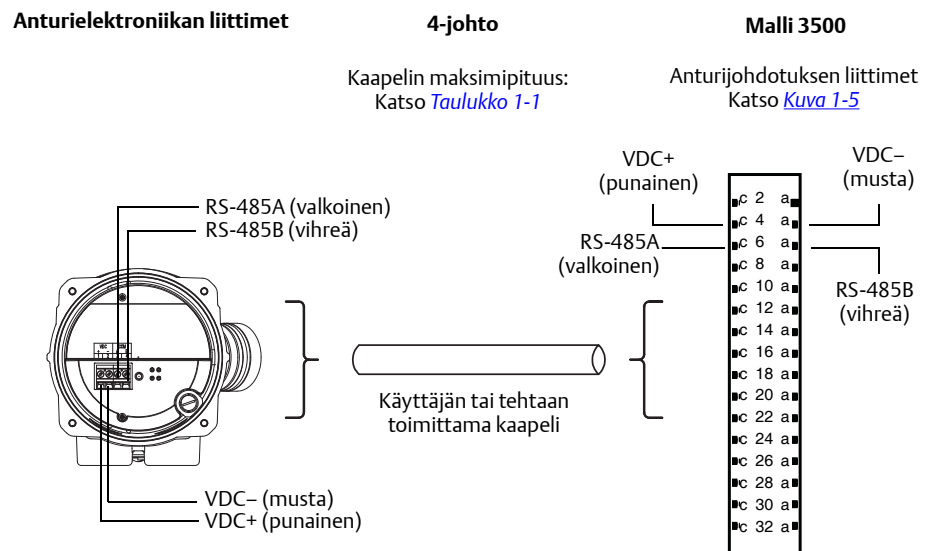 Anturielektroniikan liittimet
4-johto
Malli 3500
Kaapelin maksimipituus:
Katso Taulukko 1-1
Anturijohdotuksen liittimet
Katso Kuva 1-5
VDC+
(punainen)
VDC–
(musta)
RS-485A (valkoinen)
RS-485B (vihreä)
RS-485A
(valkoinen)
RS-485B
(vihreä)
c 2 a
c 4 a
c 6 a
c 8 a
c 10 a
c 12 a
c 14 a
c 16 a
c 18 a
c 20 a
c 22 a
c 24 a
c 26 a
c 28 a
c 30 a
c 32 a
Käyttäjän tai tehtaan
toimittama kaapeli
VDC– (musta)
VDC+ (punainen)